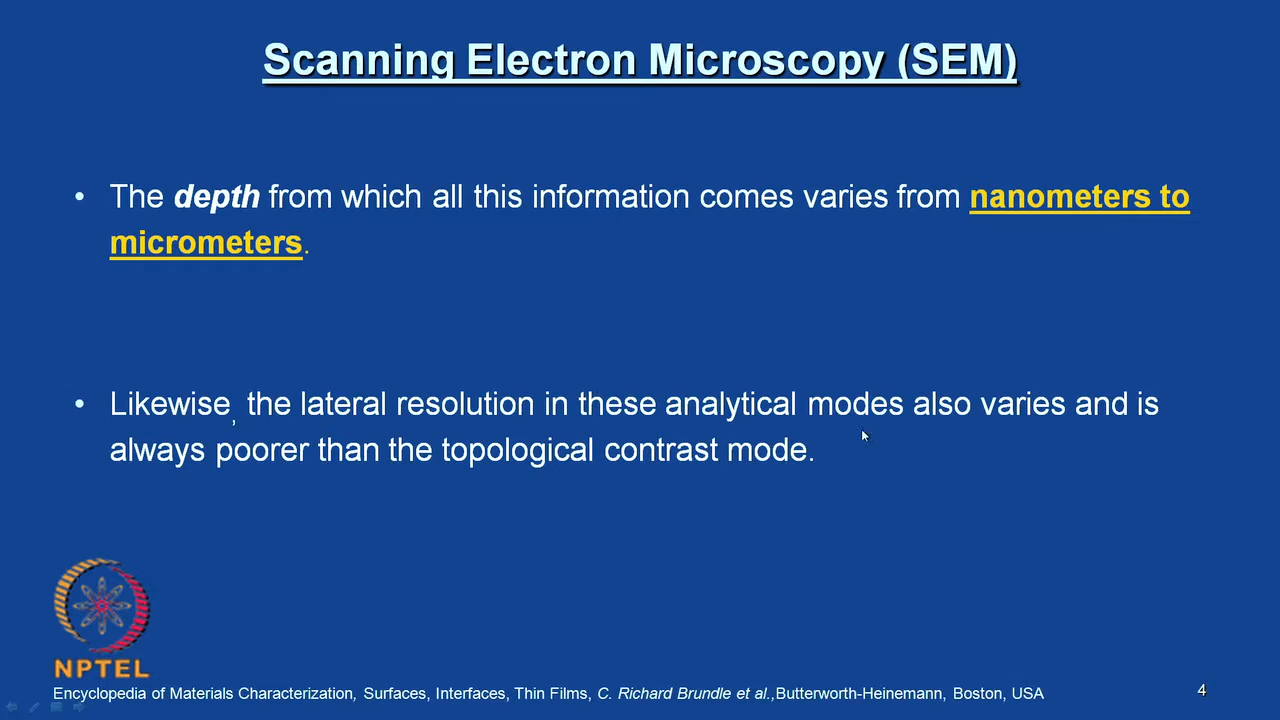 Scanning Electron Microscopy (SEM)
• The depth from which all this information comes varies from nanometers to
micrometers.
• Likewise, the lateral resolution in these analytical modes also varies and is
always poorer than the topological contrast mode.
NPTEL
Encyclopedia of Materials Characterization, Surfaces, Interfaces, Thin Films, C. Richard Brundle et al.,Butterworth-Heinemann, Boston, USA
4